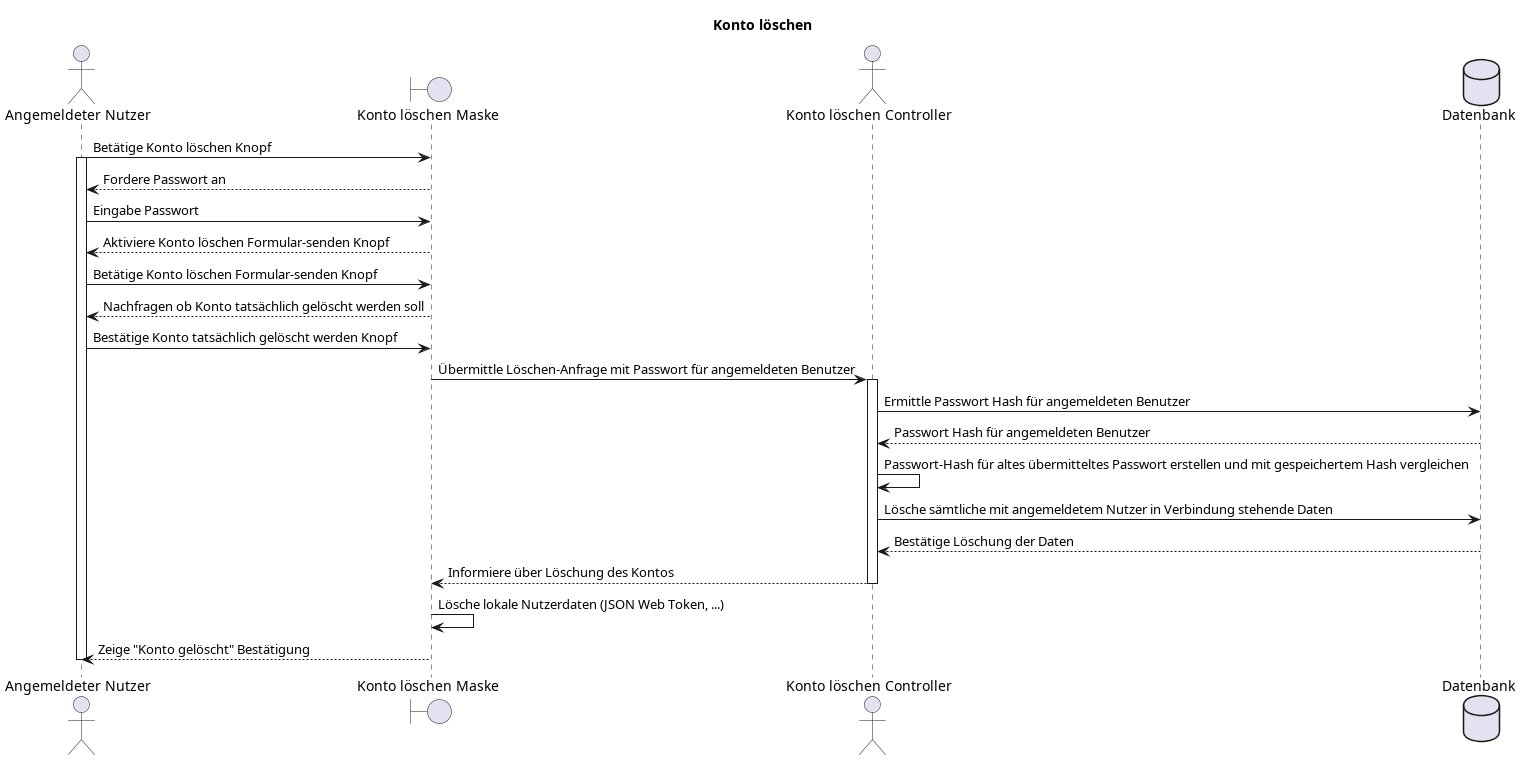 Konto löschen
Angemeldeter Nutzer
Konto löschen Maske
Konto löschen Controller
Datenbank
Betätige Konto löschen Knopf
Fordere Passwort an
Eingabe Passwort
Aktiviere Konto löschen Formular-senden Knopf
Betätige Konto löschen Formular-senden Knopf
Nachfragen ob Konto tatsächlich gelöscht werden soll
Bestätige Konto tatsächlich gelöscht werden Knopf
Übermittle Löschen-Anfrage mit Passwort für angemeldeten Benutzer
Ermittle Passwort Hash für angemeldeten Benutzer
Passwort Hash für angemeldeten Benutzer
Passwort-Hash für altes übermitteltes Passwort erstellen und mit gespeichertem Hash vergleichen
Lösche sämtliche mit angemeldetem Nutzer in Verbindung stehende Daten
Bestätige Löschung der Daten
Informiere über Löschung des Kontos
Lösche lokale Nutzerdaten (JSON Web Token, ...)
Zeige "Konto gelöscht" Bestätigung
Angemeldeter Nutzer
Konto löschen Maske
Konto löschen Controller
Datenbank